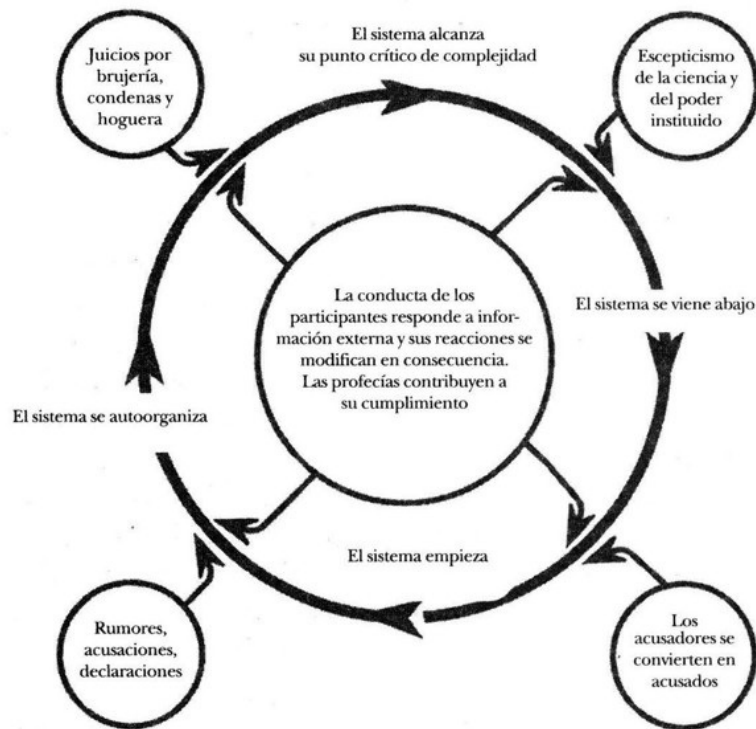 El sistema alcanza
su punto crítico de complejidad
Juicios por
brujería,
condenas y
hoguera
Escepticismo
de la ciencia y
del poder
instituido
La conducta de los
participantes responde a infor-
mación externa y sus reacciones se
modifican en consecuencia.
Las profecías contribuyen a
su cumplimiento
El sistema se viene abajo
El sistema se autoorganiza
El sistema empieza
Rumores,
acusaciones,
declaraciones
Los
acusadores se
convierten en
acusados